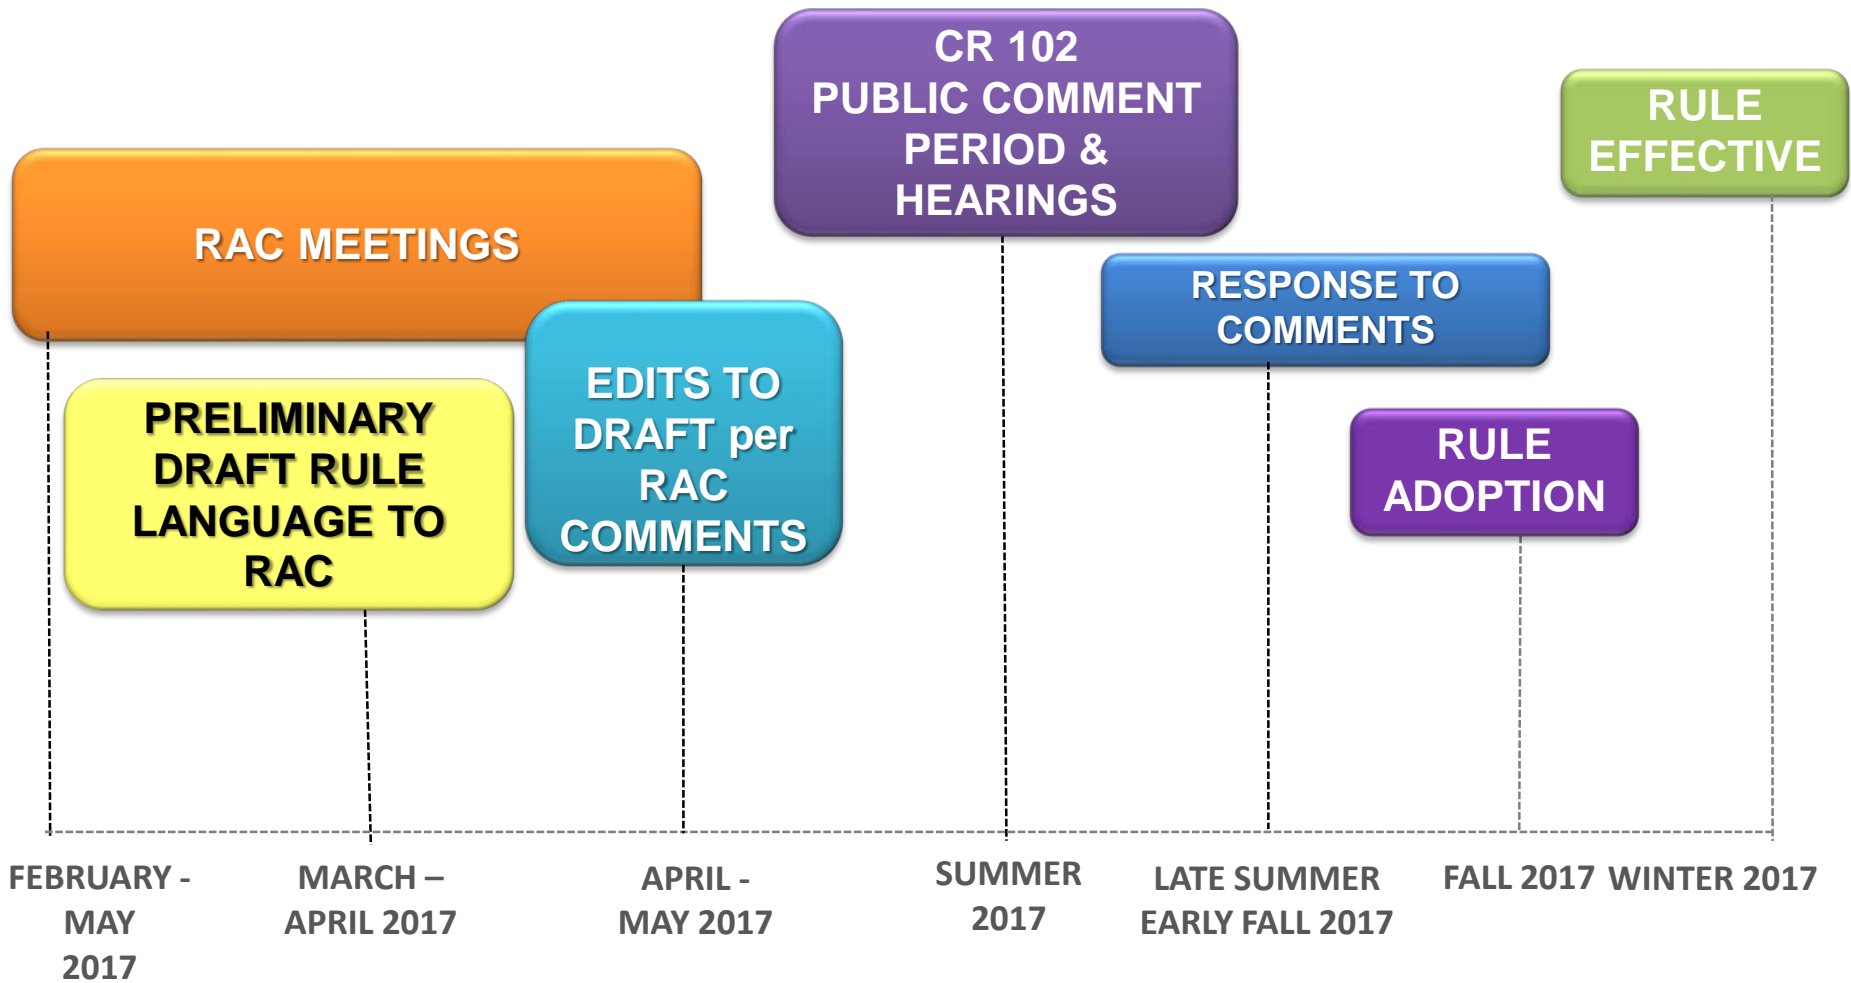 CR 102
PUBLIC COMMENT
PERIOD &
HEARINGS
RULE
EFFECTIVE
RAC MEETINGS
RESPONSE TO
COMMENTS
EDITS TO
DRAFT per
RAC
COMMENTS
PRELIMINARY
DRAFT RULE
LANGUAGE TO
RAC
RULE
ADOPTION
FEBRUARY -
MAY
2017
MARCH –
APRIL 2017
APRIL -
MAY 2017
SUMMER
2017
LATE SUMMER
EARLY FALL 2017
FALL 2017
WINTER 2017